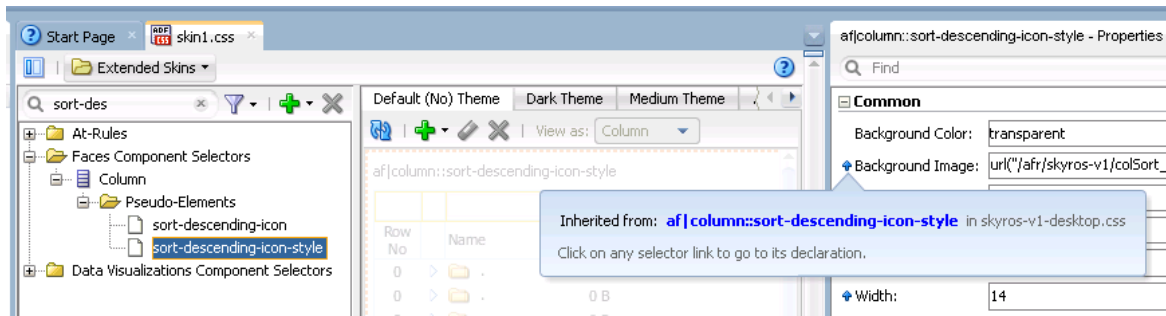 Start Page
skin1.css
Extended Skins
sort-des
At-Rules
Faces Component Selectors
Column
Pseudo-Elements
sort-descending-icon
sort-descending-icon-style
Data Visualizations Component Selectors
Default (No) Theme
Dark Theme
Medium Theme
View as: Column
af|column::sort-descending-icon-style
Row No
Name
0
.
0
.
0 B
Inherited from: af|column::sort-descending-icon-style in skyros-v1-desktop.css
Click on any selector link to go to its declaration.
af|column::sort-descending-icon-style - Properties
Find
Common
Background Color: transparent
Background Image: url("/afr/skyros-v1/colSort_
Width: 14